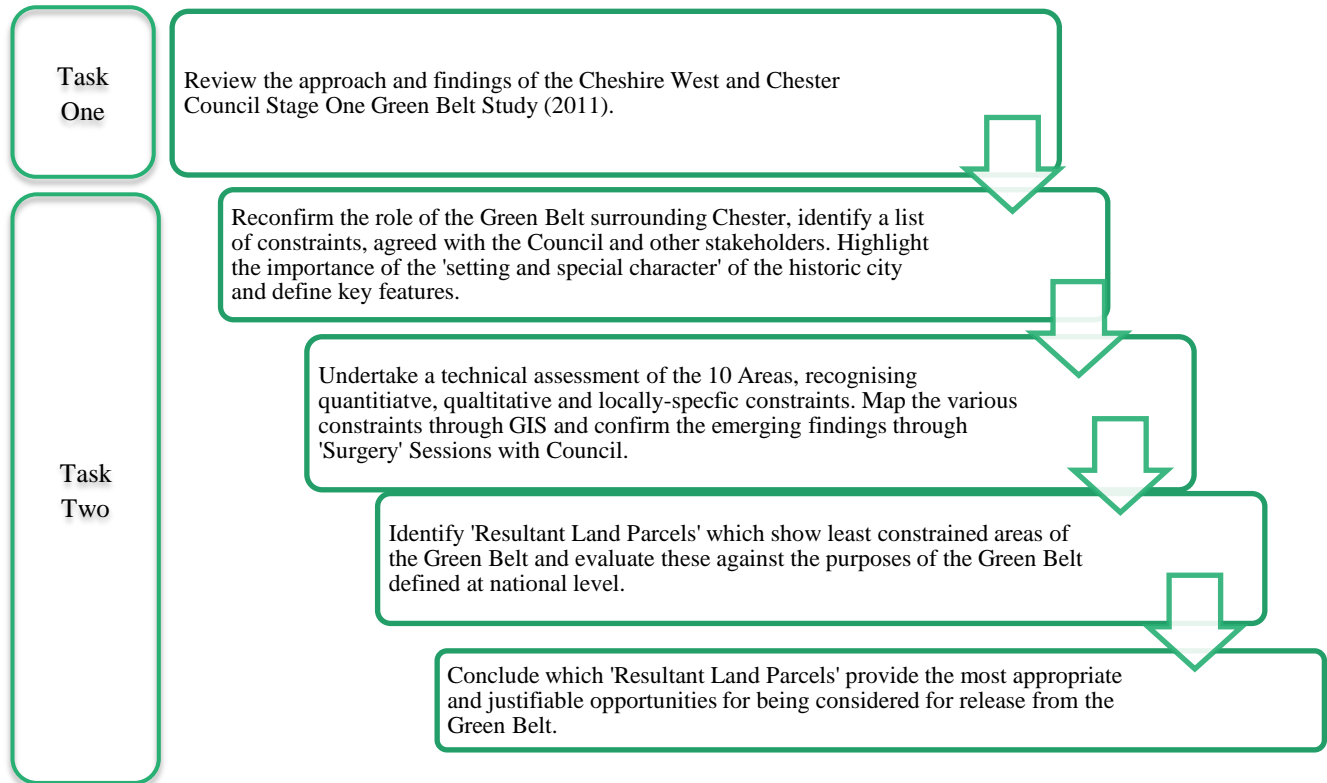 Task
One
Review the approach and findings of the Cheshire West and Chester
Council Stage One Green Belt Study (2011).
Task
Two
Reconfirm the role of the Green Belt surrounding Chester, identify a list
of constraints, agreed with the Council and other stakeholders. Highlight
the importance of the 'setting and special character' of the historic city
and define key features.
Undertake a technical assessment of the 10 Areas, recognising
quantitiatve, qualtitative and locally-specfic constraints. Map the various
constraints through GIS and confirm the emerging findings through
'Surgery' Sessions with Council.
Identify 'Resultant Land Parcels' which show least constrained areas of
the Green Belt and evaluate these against the purposes of the Green Belt
defined at national level.
Conclude which 'Resultant Land Parcels' provide the most appropriate
and justifiable opportunities for being considered for release from the
Green Belt.